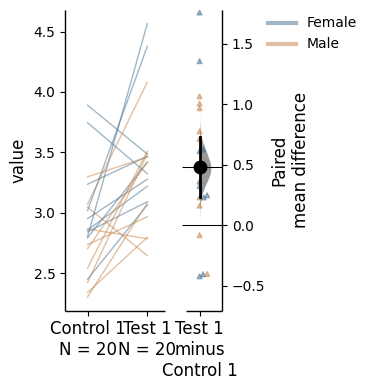 Female
Male
value
4.5
4.0
3.5
3.0
2.5
Control 1
N = 20
Test 1
N = 20
Test 1
minus
Control 1
1.5
1.0
0.5
0.0
−0.5
Paired
mean difference